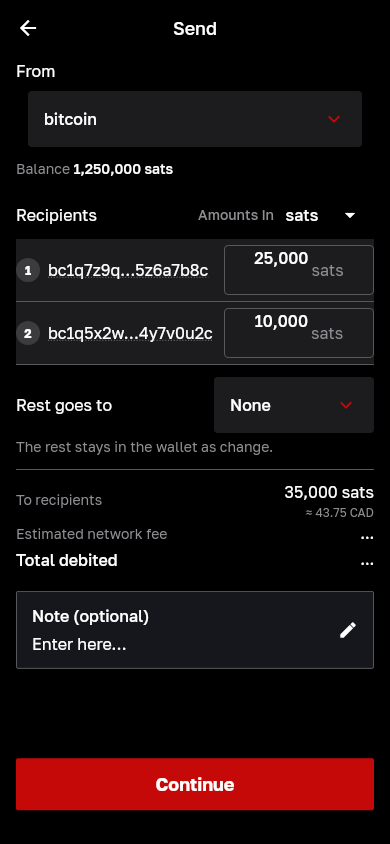 Send
From
bitcoin
Balance 1,250,000 sats
Recipients Amounts In sats
1 bc1q7z9q...5z6a7b8c 25,000 sats
2 bc1q5x2w...4y7v0u2c 10,000 sats
Rest goes to None
The rest stays in the wallet as change.
To recipients 35,000 sats
≈ 43.75 CAD
Estimated network fee ...
Total debited ...
Note (optional)
Enter here...
Continue